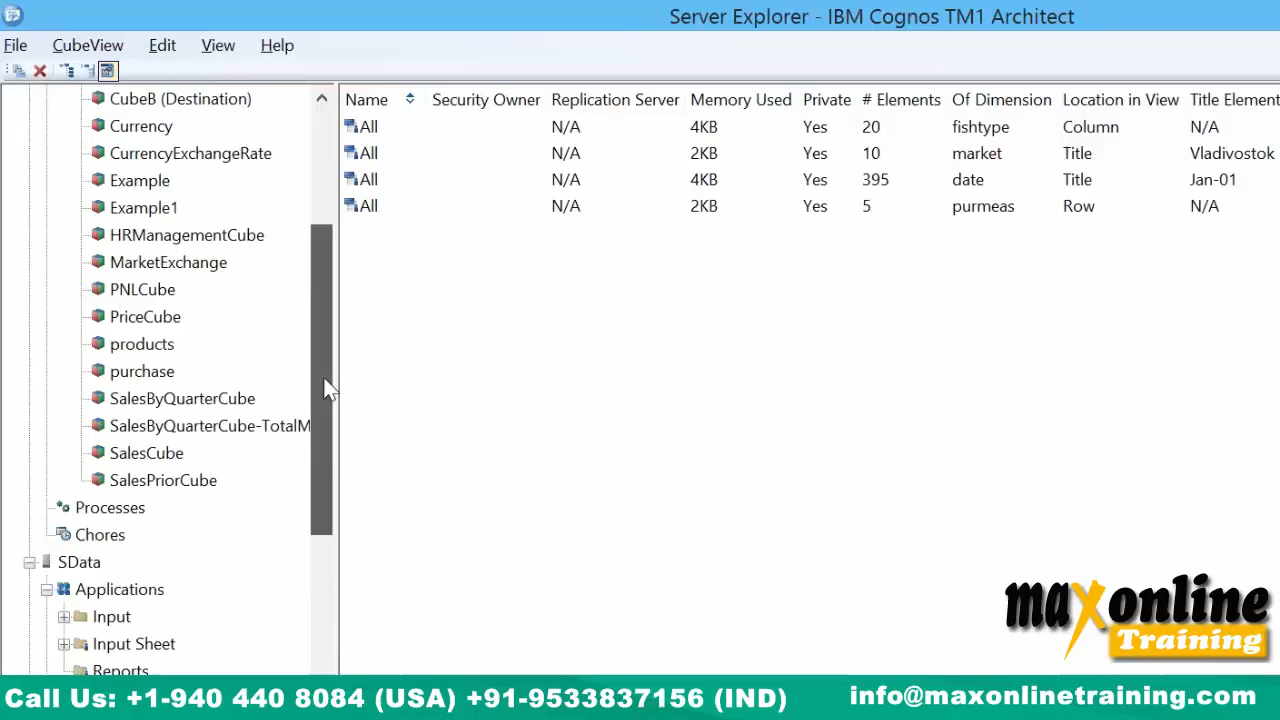 Server Explorer - IBM Cognos TM1 Architect
File CubeView Edit View Help
Name Security Owner Replication Server Memory Used Private # Elements Of Dimension Location in View Title Element
All N/A 4KB Yes 20 fishtype Column N/A
All N/A 2KB Yes 10 market Title Vladivostok
All N/A 4KB Yes 395 date Title Jan-01
All N/A 2KB Yes 5 purmeas Row N/A
CubeB (Destination)
Currency
CurrencyExchangeRate
Example
Example1
HRManagementCube
MarketExchange
PNLCube
PriceCube
products
purchase
SalesByQuarterCube
SalesByQuarterCube-TotalM
SalesCube
SalesPriorCube
Processes
Chores
SData
Applications
Input
Input Sheet
Reports
maxonline
Training
Call Us: +1-940 440 8084 (USA) +91-9533837156 (IND) info@maxonlinetraining.com